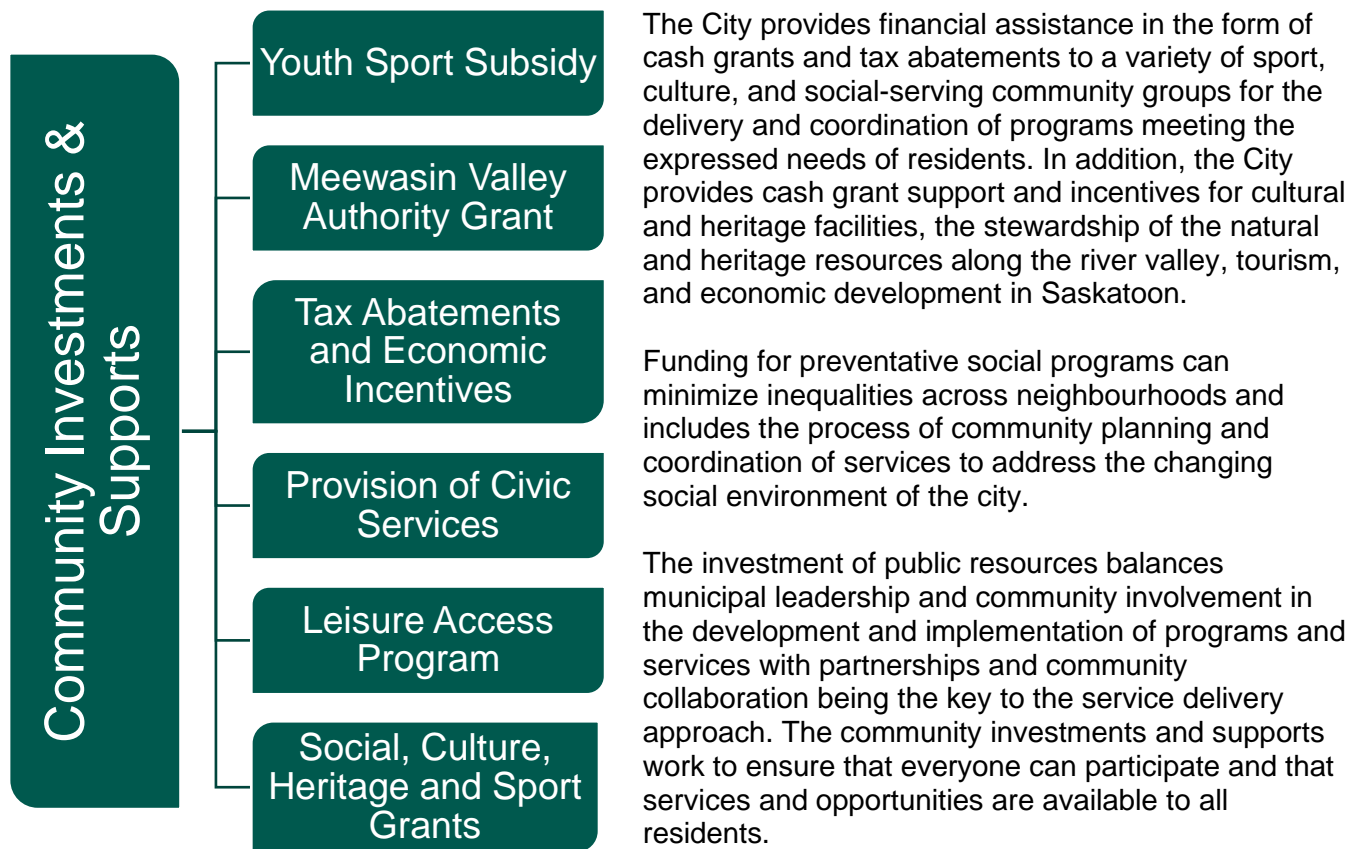 Community Investments &
Supports
Youth Sport Subsidy
Meewasin Valley
Authority Grant
Tax Abatements
and Economic
Incentives
Provision of Civic
Services
Leisure Access
Program
Social, Culture,
Heritage and Sport
Grants
The City provides financial assistance in the form of
cash grants and tax abatements to a variety of sport,
culture, and social-serving community groups for the
delivery and coordination of programs meeting the
expressed needs of residents. In addition, the City
provides cash grant support and incentives for cultural
and heritage facilities, the stewardship of the natural
and heritage resources along the river valley, tourism,
and economic development in Saskatoon.
Funding for preventative social programs can
minimize inequalities across neighbourhoods and
includes the process of community planning and
coordination of services to address the changing
social environment of the city.
The investment of public resources balances
municipal leadership and community involvement in
the development and implementation of programs and
services with partnerships and community
collaboration being the key to the service delivery
approach. The community investments and supports
work to ensure that everyone can participate and that
services and opportunities are available to all
residents.